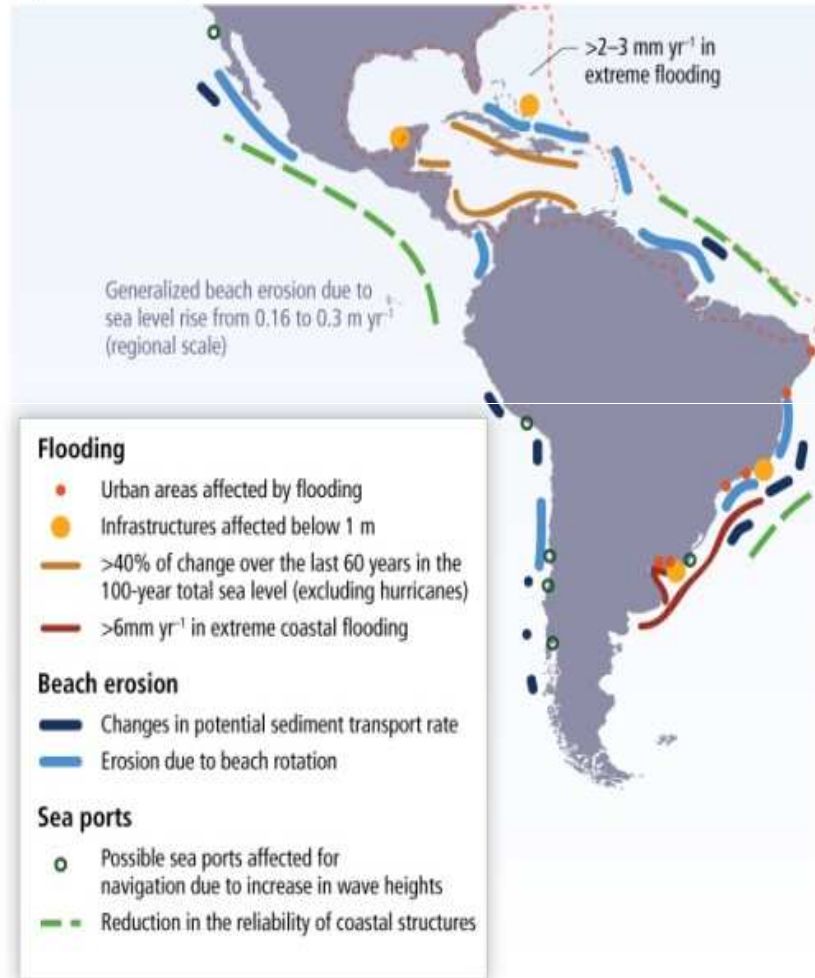 >2–3 mm yr⁻¹ in
extreme flooding
Generalized beach erosion due to
sea level rise from 0.16 to 0.3 m yr⁻¹
(regional scale)
Flooding
Urban areas affected by flooding
Infrastructures affected below 1 m
>40% of change over the last 60 years in the
100-year total sea level (excluding hurricanes)
>6mm yr⁻¹ in extreme coastal flooding
Beach erosion
Changes in potential sediment transport rate
Erosion due to beach rotation
Sea ports
Possible sea ports affected for
navigation due to increase in wave heights
Reduction in the reliability of coastal structures